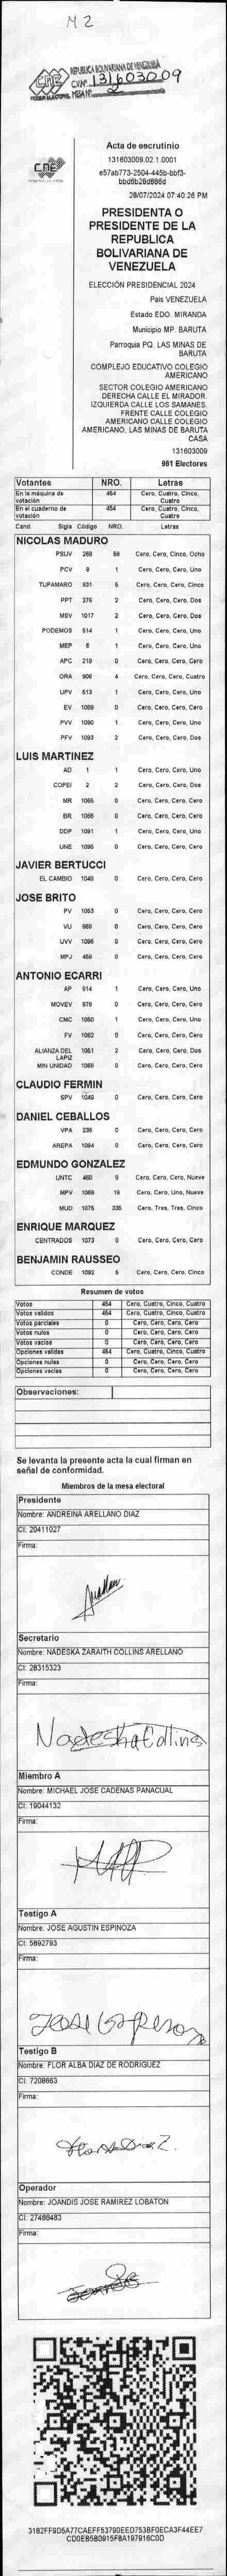 M 2
REPUBLICA BOLIVARIANA DE VENEZUELA
CNE
CVN° 131603009
PODER ELECTORAL MESA N° 2
CNE
Acta de escrutinio
131603009.02.1.0001
28/07/2024 07:40:26 PM
PRESIDENTA O
PRESIDENTE DE LA
REPUBLICA
BOLIVARIANA DE
VENEZUELA
ELECCIÓN PRESIDENCIAL 2024
Pais VENEZUELA
Estado EDO. MIRANDA
Municipio MP. BARUTA
Parroquia PQ. LAS MINAS DE
BARUTA
COMPLEJO EDUCATIVO COLEGIO
AMERICANO
SECTOR COLEGIO AMERICANO
DERECHA CALLE EL MIRADOR.
IZQUIERDA CALLE LOS SAMANES.
FRENTE CALLE COLEGIO
AMERICANO CALLE COLEGIO
AMERICANO. LAS MINAS DE BARUTA
CASA
131603009
981 Electores
Votantes NRO. Letras
En la máquina de votación 454 Cero, Cuatro, Cinco, Cuatro
En el cuaderno de votación 454 Cero, Cuatro, Cinco, Cuatro
Cand. Sigla Código NRO. Letras
NICOLAS MADURO
PSUV 269 58 Cero, Cero, Cinco, Ocho
PCV 9 1 Cero, Cero, Cero, Uno
TUPAMARO 931 5 Cero, Cero, Cero, Cinco
PPT 276 2 Cero, Cero, Cero, Dos
MSV 1017 2 Cero, Cero, Cero, Dos
PODEMOS 514 1 Cero, Cero, Cero, Uno
MEP 6 1 Cero, Cero, Cero, Uno
APC 219 0 Cero, Cero, Cero, Cero
ORA 906 4 Cero, Cero, Cero, Cuatro
UPV 513 1 Cero, Cero, Cero, Uno
EV 1089 0 Cero, Cero, Cero, Cero
PVV 1090 1 Cero, Cero, Cero, Uno
PFV 1093 2 Cero, Cero, Cero, Dos
LUIS MARTINEZ
AD 1 1 Cero, Cero, Cero, Uno
COPEI 2 2 Cero, Cero, Cero, Dos
MR 1065 0 Cero, Cero, Cero, Cero
BR 1066 0 Cero, Cero, Cero, Cero
DDP 1091 1 Cero, Cero, Cero, Uno
UNE 1095 0 Cero, Cero, Cero, Cero
JAVIER BERTUCCI
EL CAMBIO 1048 0 Cero, Cero, Cero, Cero
JOSE BRITO
PV 1053 0 Cero, Cero, Cero, Cero
VU 869 0 Cero, Cero, Cero, Cero
UVV 1096 0 Cero, Cero, Cero, Cero
MPJ 458 0 Cero, Cero, Cero, Cero
ANTONIO ECARRI
AP 914 1 Cero, Cero, Cero, Uno
MOVEV 979 0 Cero, Cero, Cero, Cero
CMC 1050 1 Cero, Cero, Cero, Uno
FV 1062 0 Cero, Cero, Cero, Cero
ALIANZA DEL LAPIZ 1051 2 Cero, Cero, Cero, Dos
MIN UNIDAD 1068 0 Cero, Cero, Cero, Cero
CLAUDIO FERMIN
SPV 1049 0 Cero, Cero, Cero, Cero
DANIEL CEBALLOS
VPA 236 0 Cero, Cero, Cero, Cero
AREPA 1094 0 Cero, Cero, Cero, Cero
EDMUNDO GONZALEZ
UNTC 460 9 Cero, Cero, Cero, Nueve
MPV 1069 19 Cero, Cero, Uno, Nueve
MUD 1075 335 Cero, Tres, Tres, Cinco
ENRIQUE MARQUEZ
CENTRADOS 1073 0 Cero, Cero, Cero, Cero
BENJAMIN RAUSSEO
CONDE 1092 5 Cero, Cero, Cero, Cinco
Resumen de votos
Votos 454 Cero, Cuatro, Cinco, Cuatro
Votos validos 454 Cero, Cuatro, Cinco, Cuatro
Votos parciales 0 Cero, Cero, Cero, Cero
Votos nulos 0 Cero, Cero, Cero, Cero
Votos vacios 0 Cero, Cero, Cero, Cero
Opciones validas 454 Cero, Cuatro, Cinco, Cuatro
Opciones nulas 0 Cero, Cero, Cero, Cero
Opciones vacias 0 Cero, Cero, Cero, Cero
Observaciones:
Se levanta la presente acta la cual firman en
señal de conformidad.
Miembros de la mesa electoral
Presidente
Nombre: ANDREINA ARELLANO DIAZ
CI: 20411027
Firma:
Secretario
Nombre: NADESKA ZARAITH COLLINS ARELLANO
CI: 28315323
Firma:
Nadeska Collins
Miembro A
Nombre: MICHAEL JOSE CADENAS PANACUAL
CI: 19044132
Firma:
Testigo A
Nombre: JOSE AGUSTIN ESPINOZA
CI: 5892793
Firma:
Testigo B
Nombre: FLOR ALBA DIAZ DE RODRIGUEZ
CI: 7208663
Firma:
Operador
Nombre: JOANDIS JOSE RAMIREZ LOBATON
CI: 27488483
Firma:
3182FF9D5A77CAEFF53790EED753BF0ECA3F44EE7
CD0EB5B0915F8A197916C0D